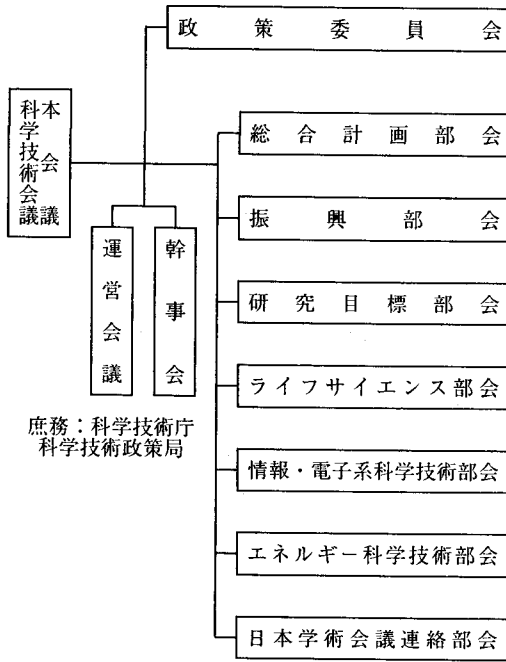 政策委員会
科学技術会議
本会議
総合計画部会
振興部会
運営会議
幹事会
研究目標部会
ライフサイエンス部会
庶務：科学技術庁
科学技術政策局
情報・電子系科学技術部会
エネルギー科学技術部会
日本学術会議連絡部会